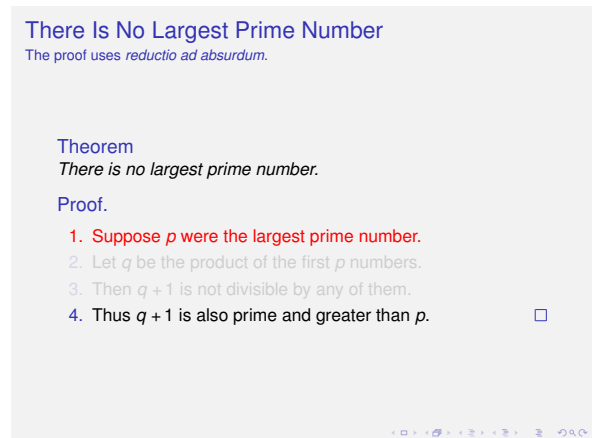 There Is No Largest Prime Number
The proof uses reductio ad absurdum.
Theorem
There is no largest prime number.
Proof.
1. Suppose p were the largest prime number.
2. Let q be the product of the first p numbers.
3. Then q + 1 is not divisible by any of them.
4. Thus q + 1 is also prime and greater than p. □